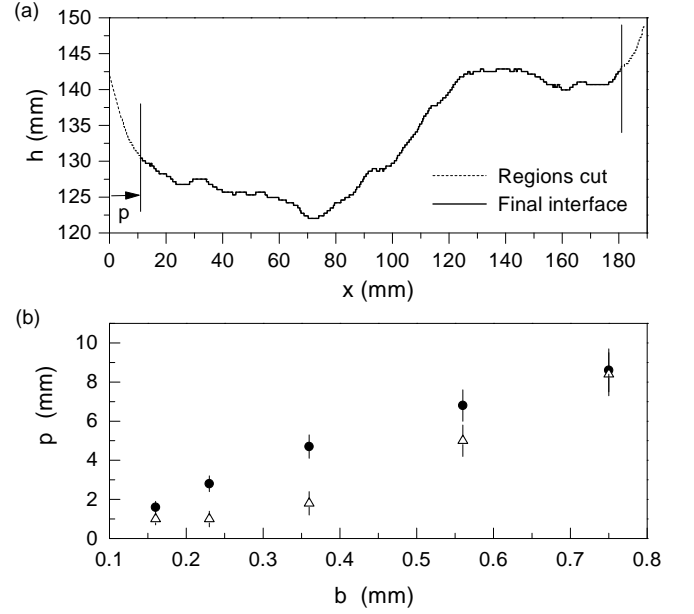 (a)
150
145
140
135
130
125
120
h (mm)
p
Regions cut
Final interface
0 20 40 60 80 100 120 140 160 180
x (mm)
(b)
10
8
6
4
2
0
p (mm)
0.1 0.2 0.3 0.4 0.5 0.6 0.7 0.8
b (mm)